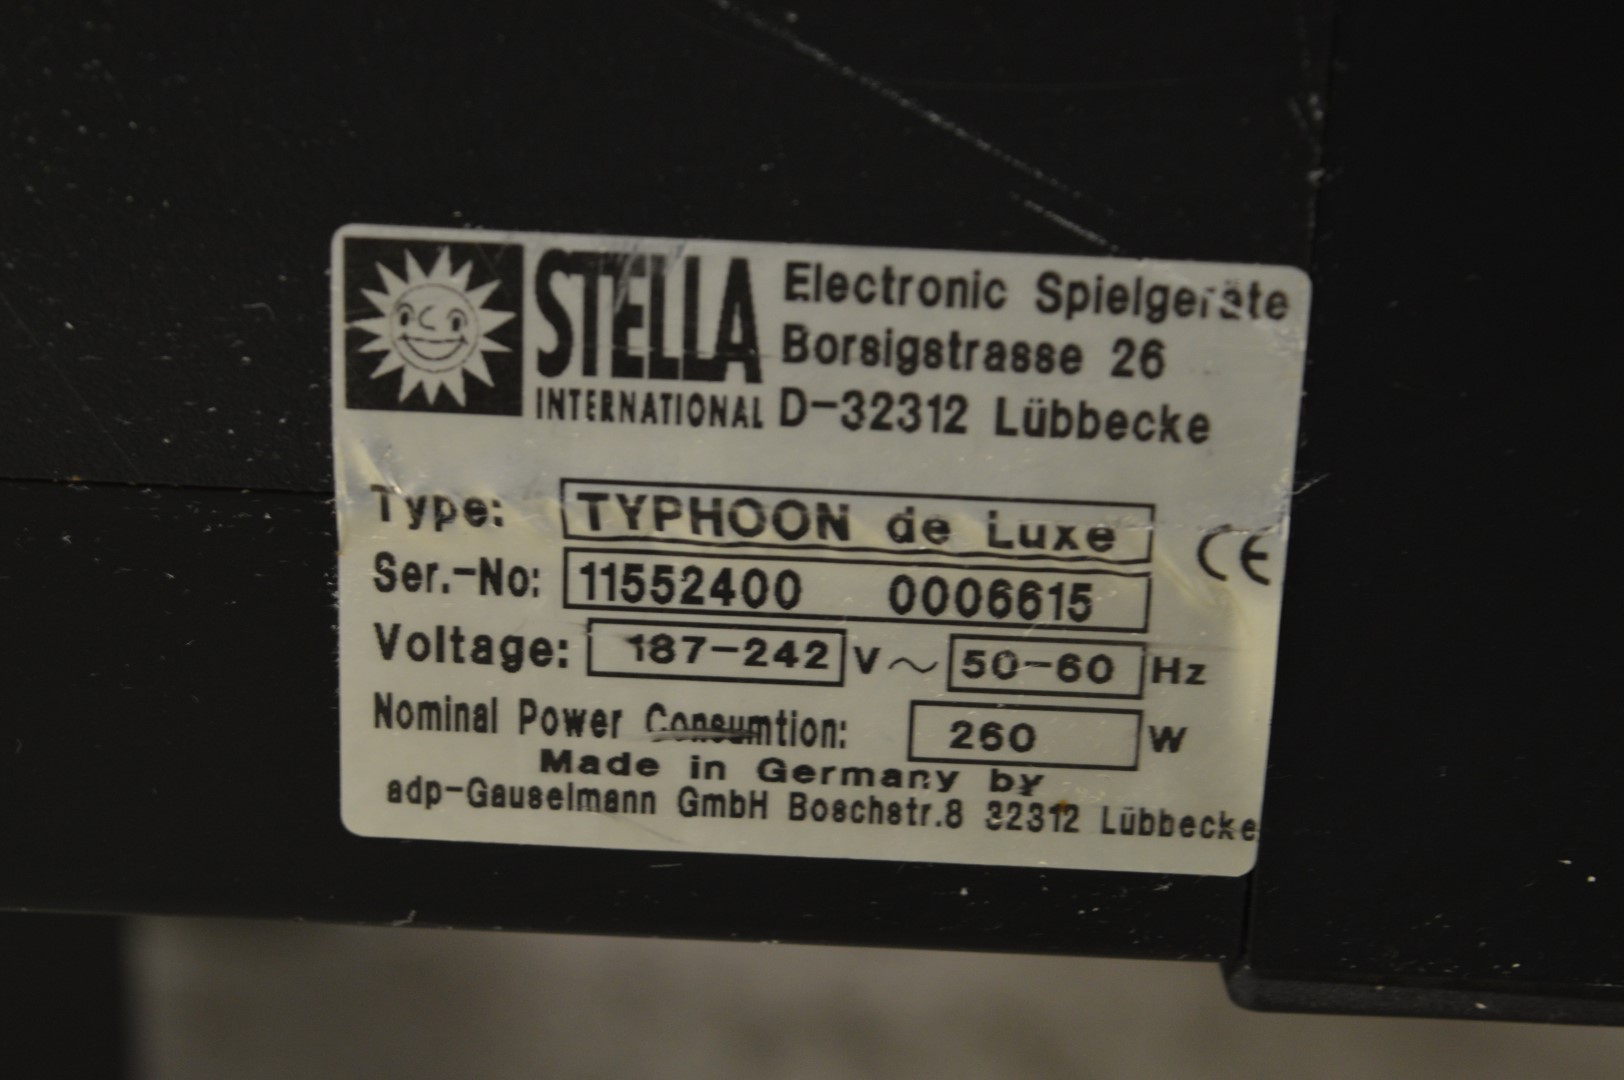 STELLA
INTERNATIONAL
Electronic Spielgeräte
Borsigstrasse 26
D-32312 Lübbecke
Type: TYPHOON de Luxe
CE
Ser.-No: 11552400 0006615
Voltage: 187-242 V~ 50-60 Hz
Nominal Power Consumtion: 260 W
Made in Germany by
adp-Gauselmann GmbH Boschstr.8 32312 Lübbecke